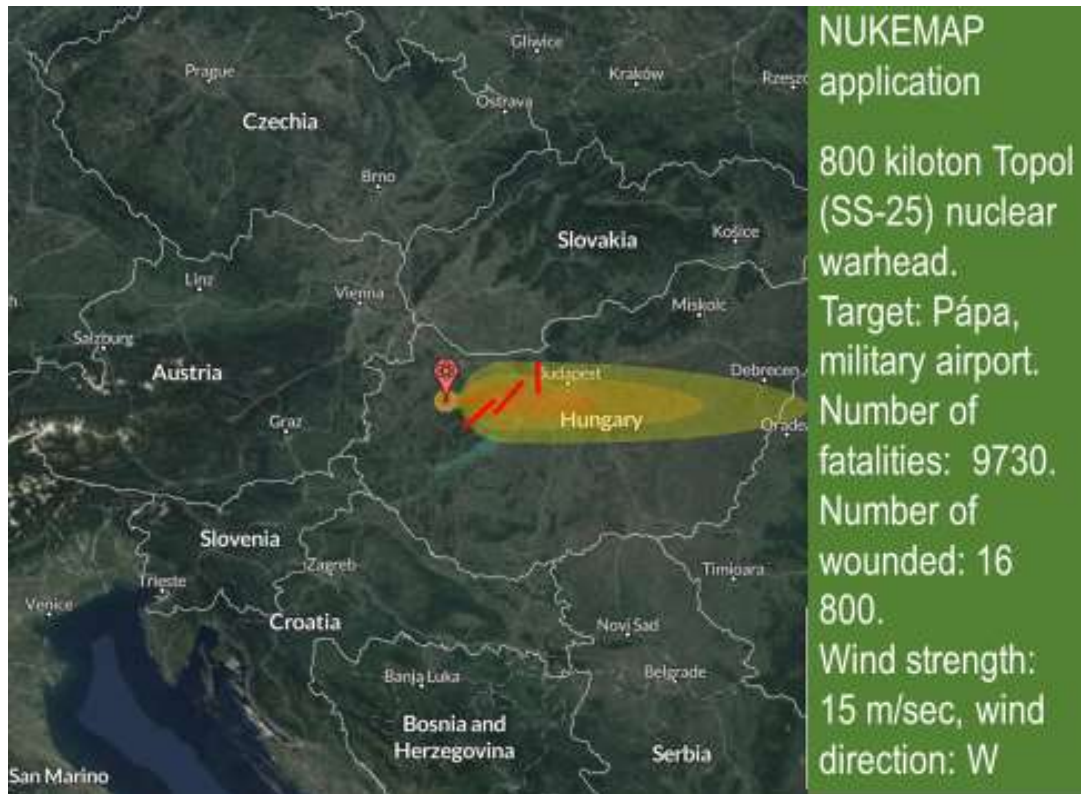 Gliwice
Prague
Kraków
Ostrava
Czechia
Brno
Slovakia
Košice
Linz
Vienna
Miskolc
Salzburg
Austria
Budapest
Debrecen
Graz
Hungary
Slovenia
Zagreb
Timișoara
Trieste
Venice
Croatia
Novi Sad
Banja Luka
Belgrade
Bosnia and
Herzegovina
Serbia
San Marino
NUKEMAP
application
800 kiloton Topol
(SS-25) nuclear
warhead.
Target: Pápa,
military airport.
Number of
fatalities: 9730.
Number of
wounded: 16
800.
Wind strength:
15 m/sec, wind
direction: W